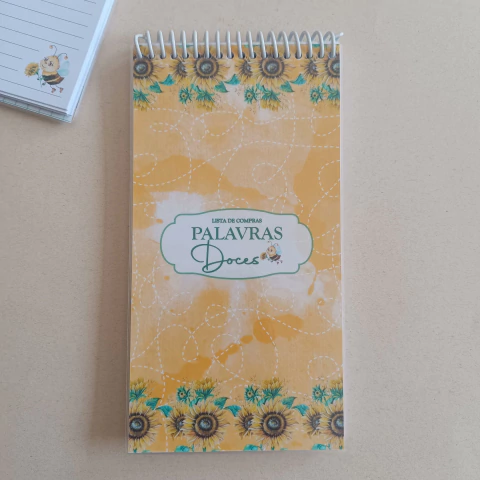 LISTA DE COMPRAS
PALAVRAS
Doces